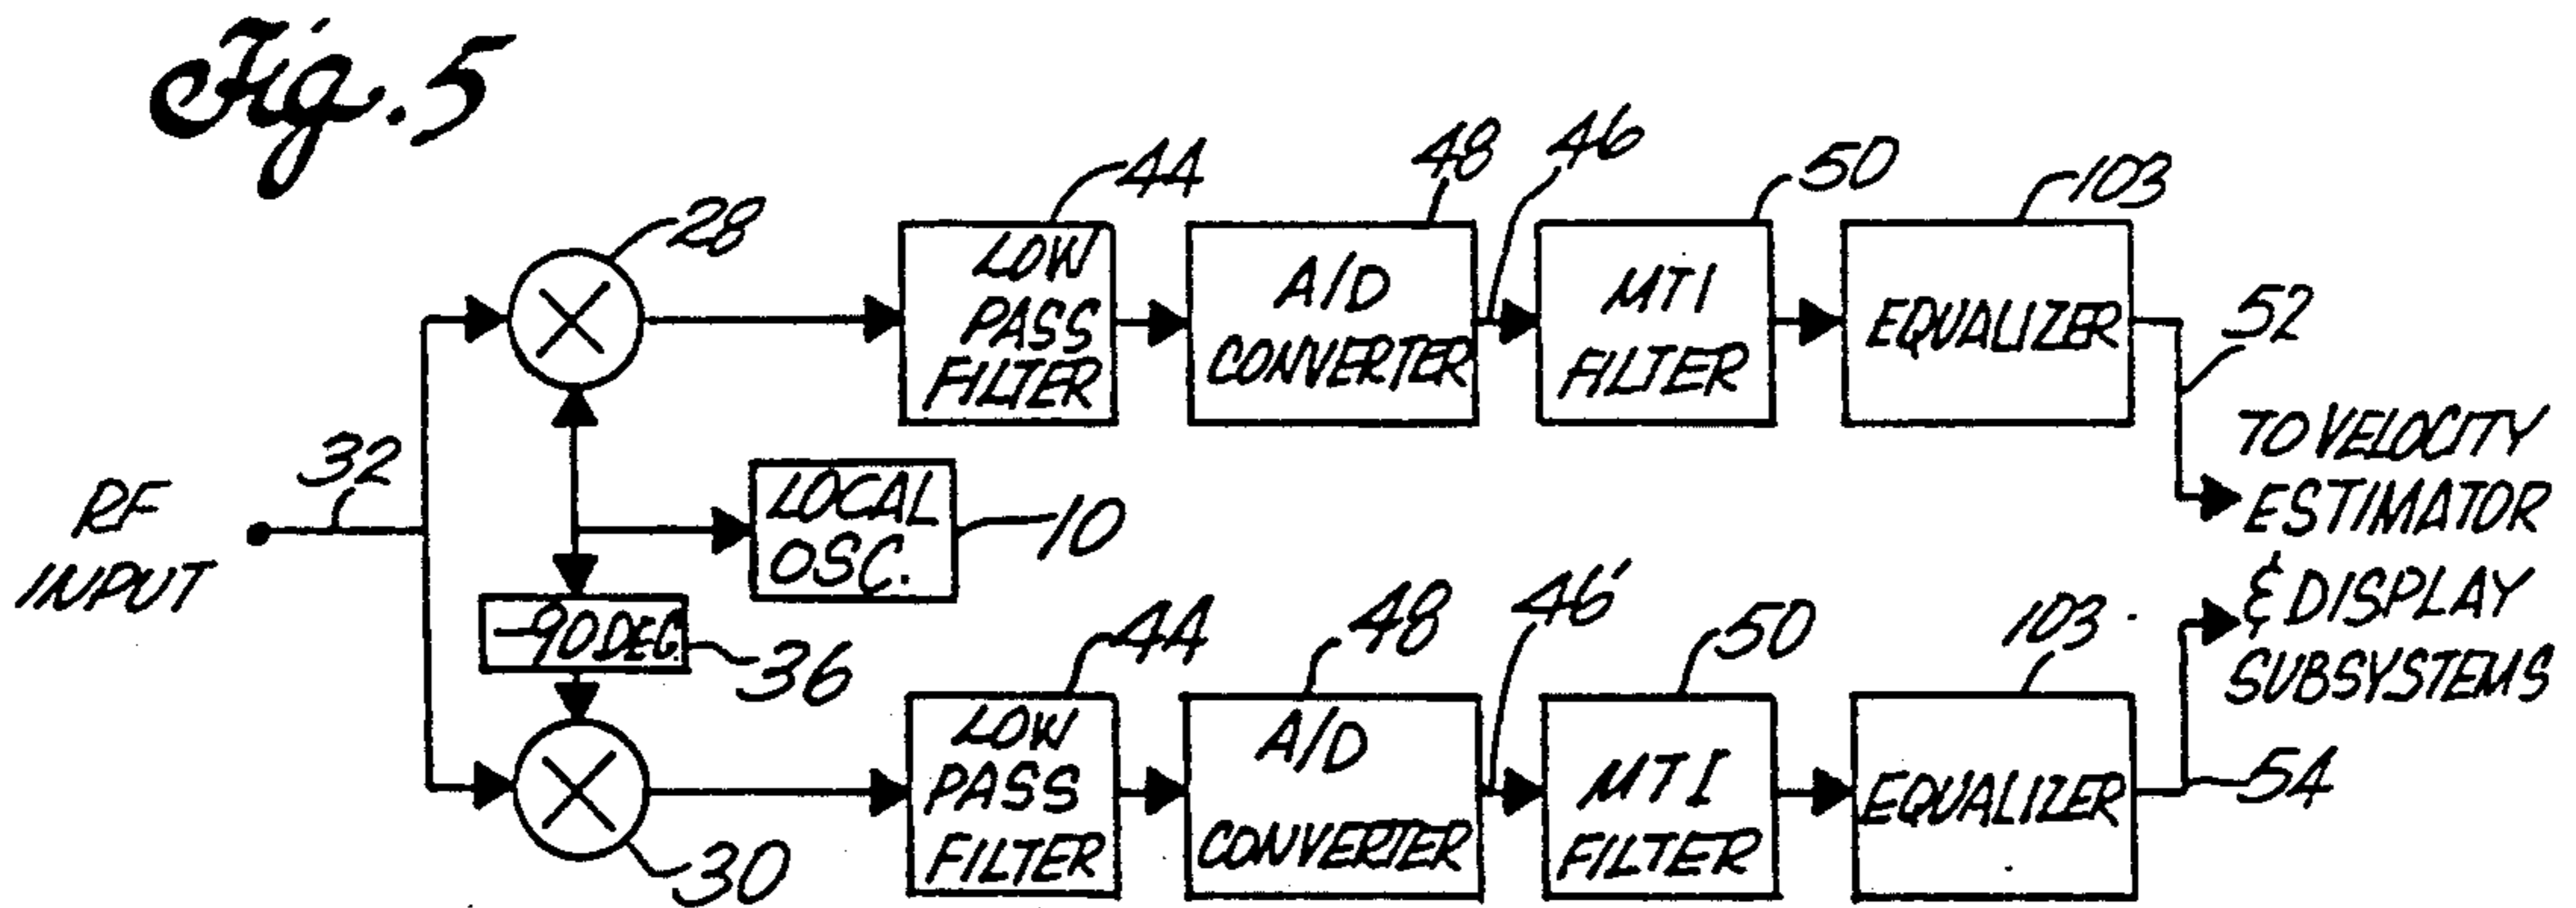 Fig. 5
28
44
48
46
50
103
LOW
PASS
FILTER
A/D
CONVERTER
MTI
FILTER
EQUALIZER
52
RF
INPUT
32
LOCAL
OSC.
10
-90 DEG.
36
TO VELOCITY
ESTIMATOR
& DISPLAY
SUBSYSTEMS
30
44
48
46'
50
103
LOW
PASS
FILTER
A/D
CONVERTER
MTI
FILTER
EQUALIZER
54